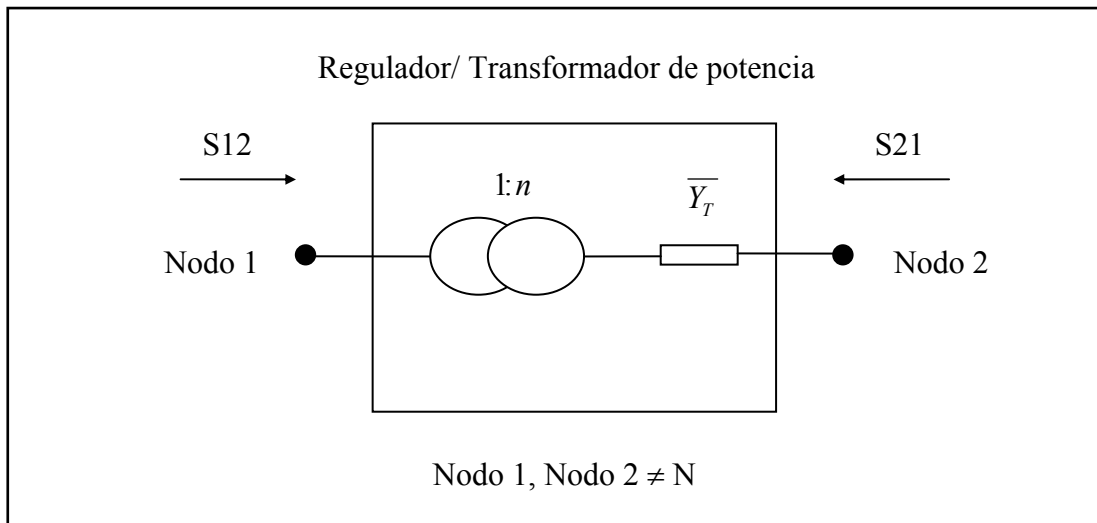 Regulador/ Transformador de potencia
S12
S21
1:n
Y_T
Nodo 1
Nodo 2
Nodo 1, Nodo 2 ≠ N